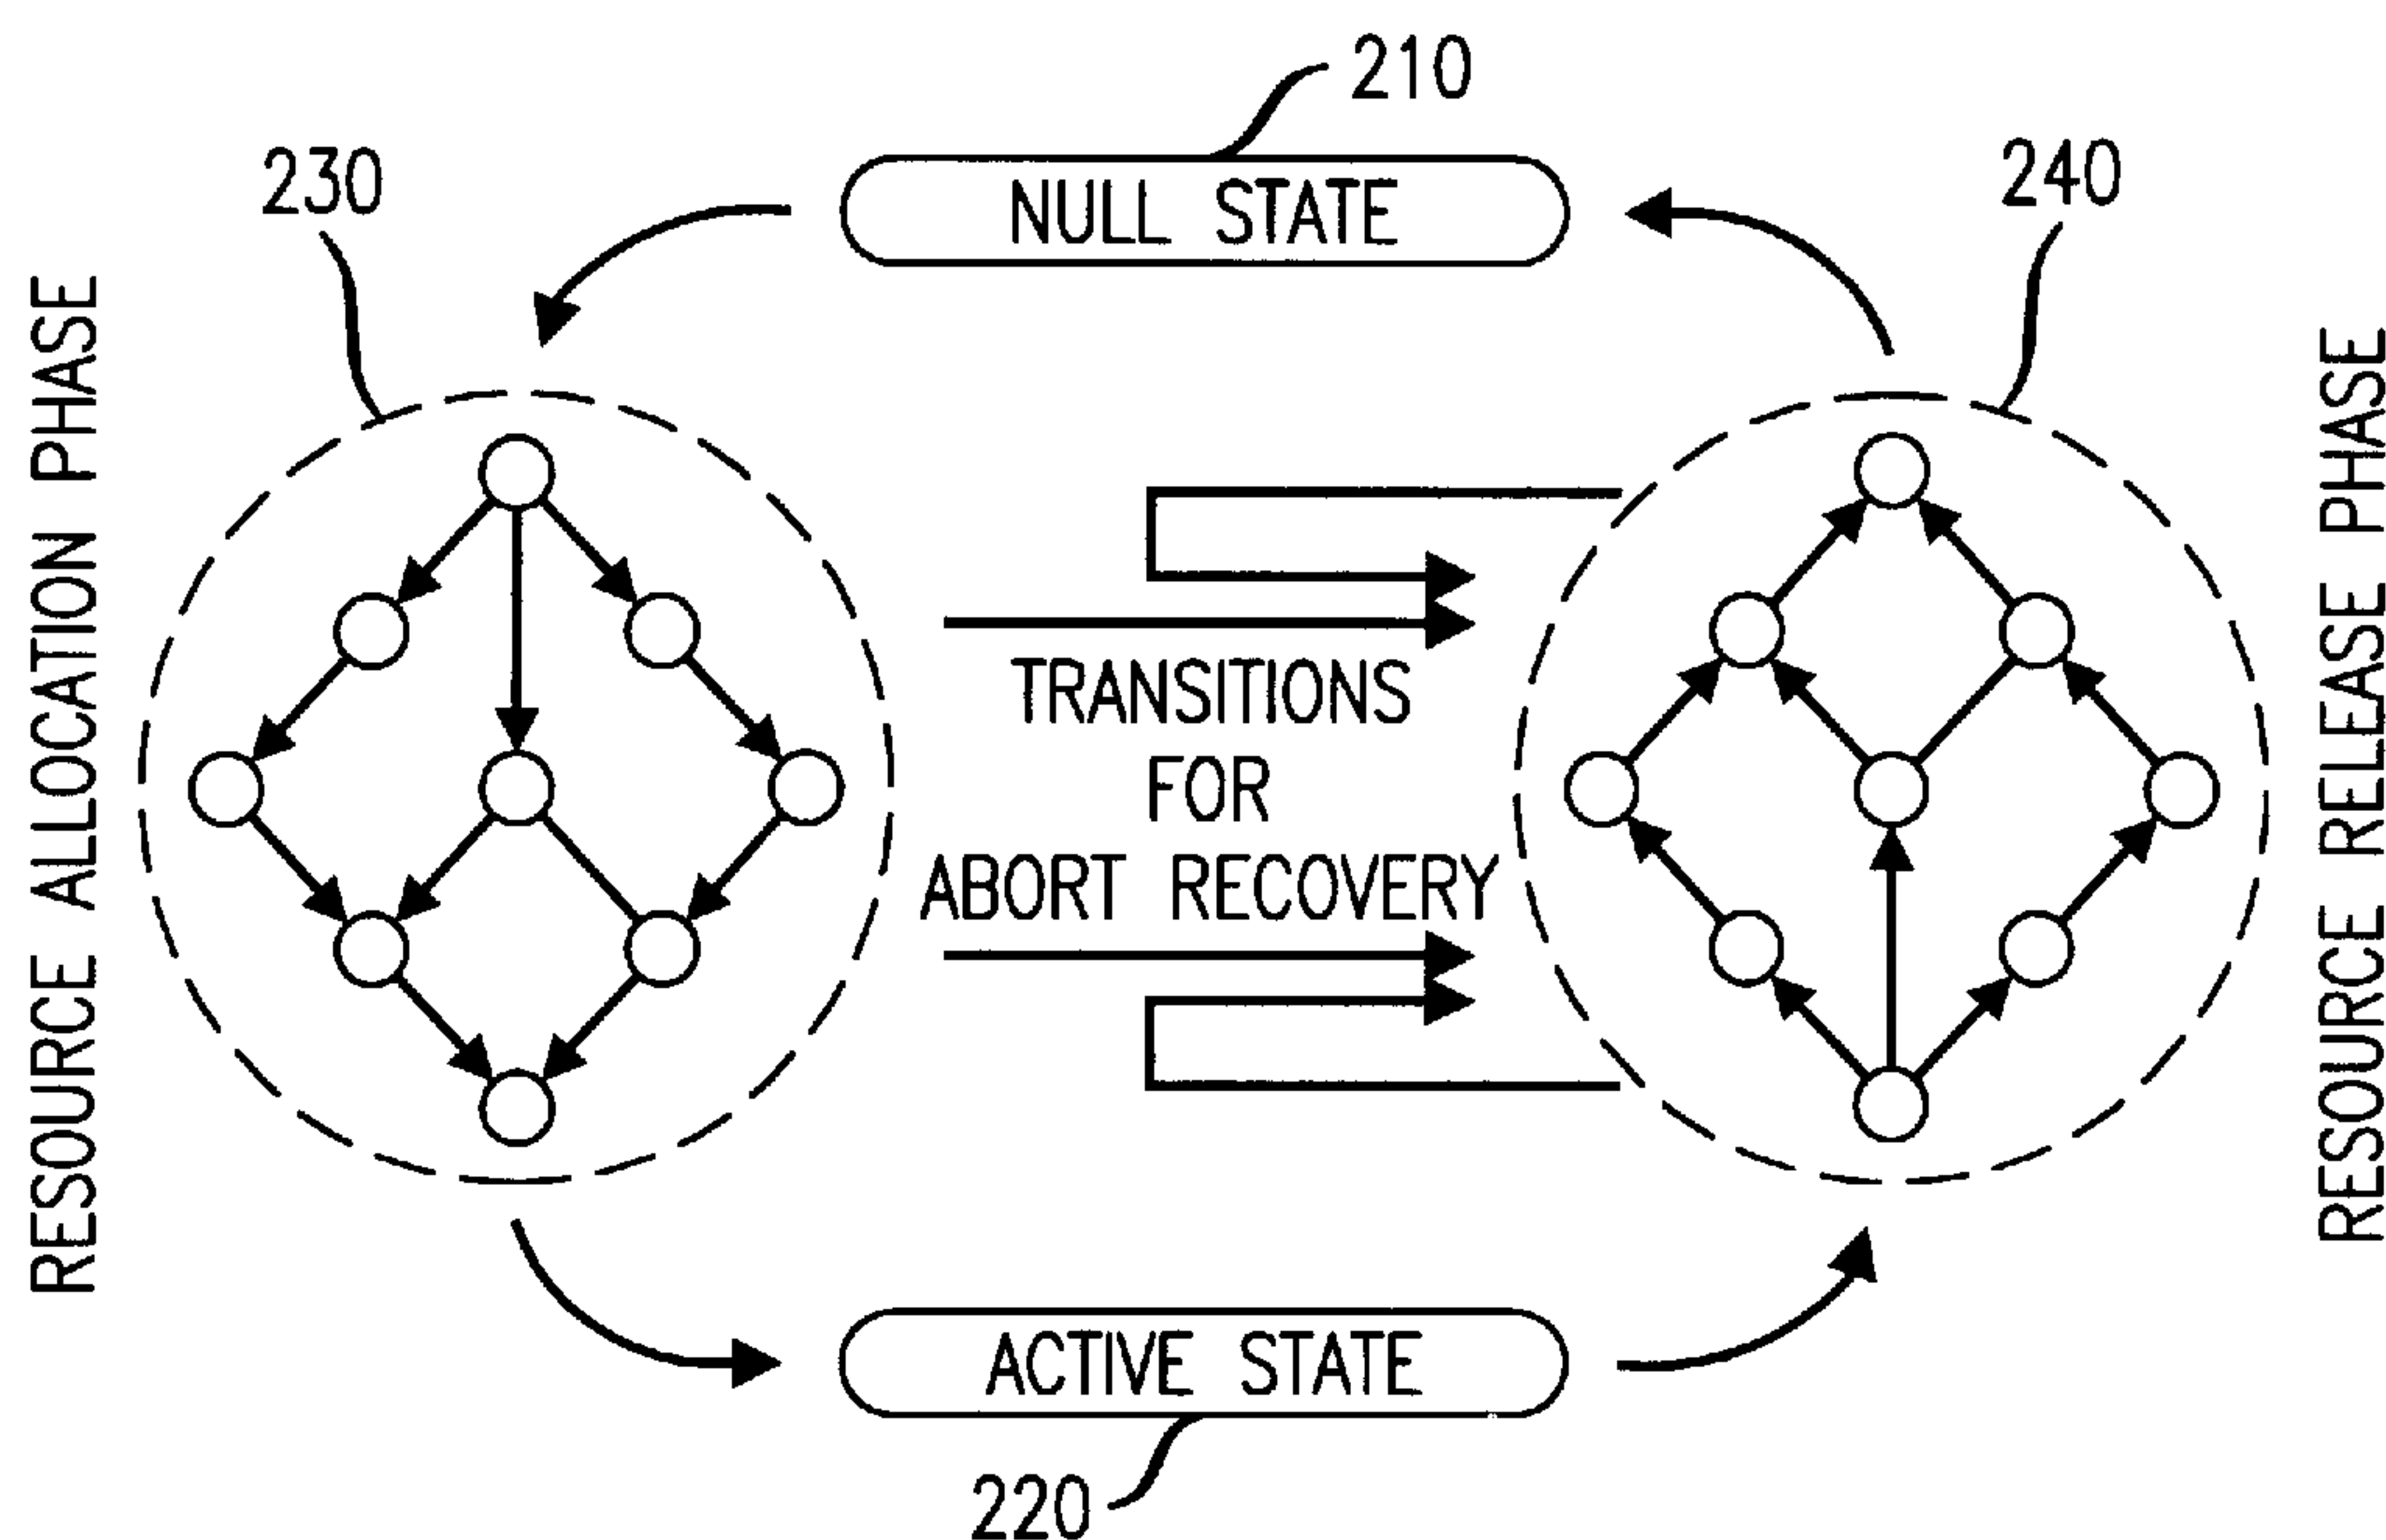 210
230
NULL STATE
240
RESOURCE ALLOCATION PHASE
TRANSITIONS
FOR
ABORT RECOVERY
RESOURCE RELEASE PHASE
ACTIVE STATE
220